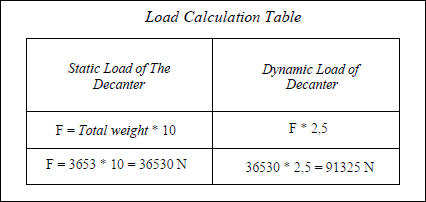 Load Calculation Table
Static Load of The
Decanter
Dynamic Load of
Decanter
F = Total weight * 10
F * 2,5
F = 3653 * 10 = 36530 N
36530 * 2,5 = 91325 N